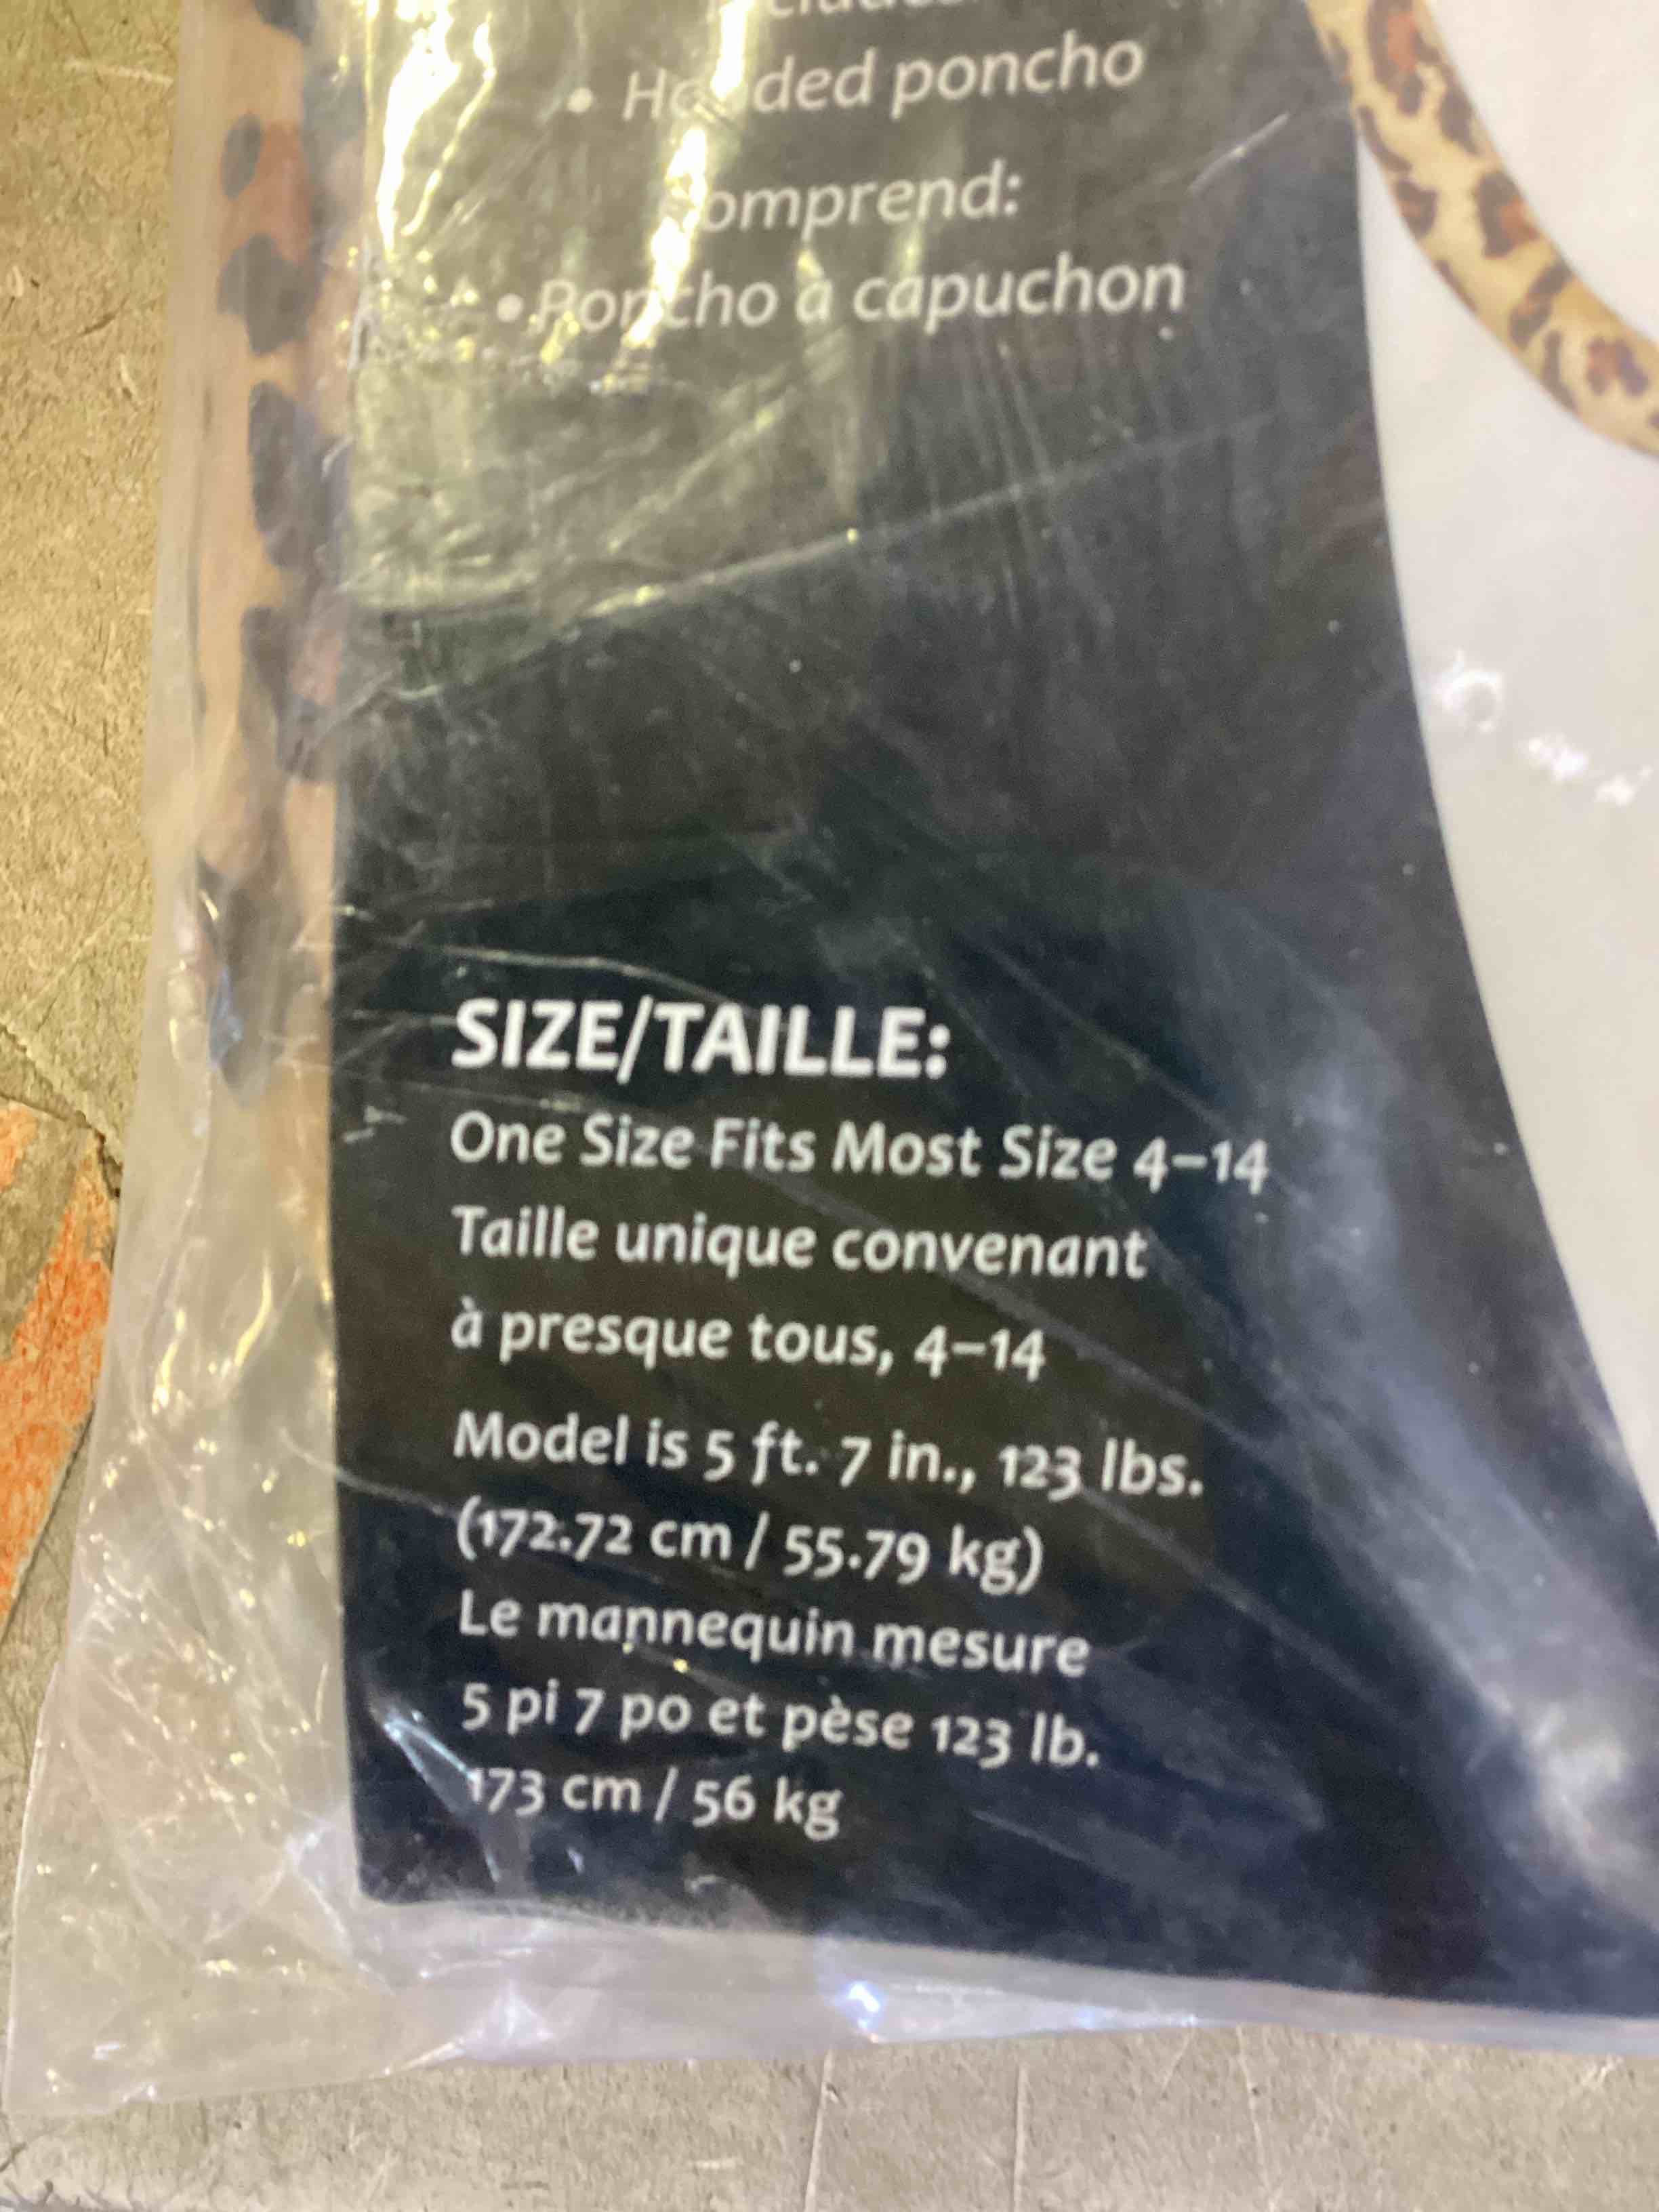 • Hooded poncho
Comprend:
• Poncho à capuchon
SIZE/TAILLE:
One Size Fits Most Size 4–14
Taille unique convenant
à presque tous, 4–14
Model is 5 ft. 7 in., 123 lbs.
(172.72 cm / 55.79 kg)
Le mannequin mesure
5 pi 7 po et pèse 123 lb.
173 cm / 56 kg